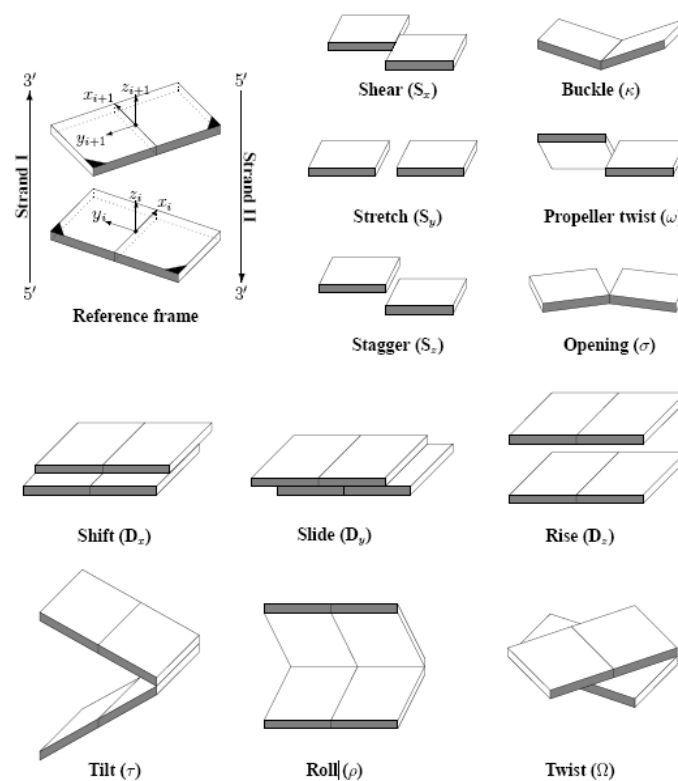 3′
5′
z_{i+1}
x_{i+1}
y_{i+1}
Strand I
Strand II
z_i
x_i
y_i
5′
3′
Reference frame
Shear (S_x)
Buckle (κ)
Stretch (S_y)
Propeller twist (ω)
Stagger (S_z)
Opening (σ)
Shift (D_x)
Slide (D_y)
Rise (D_z)
Tilt (τ)
Roll (ρ)
Twist (Ω)